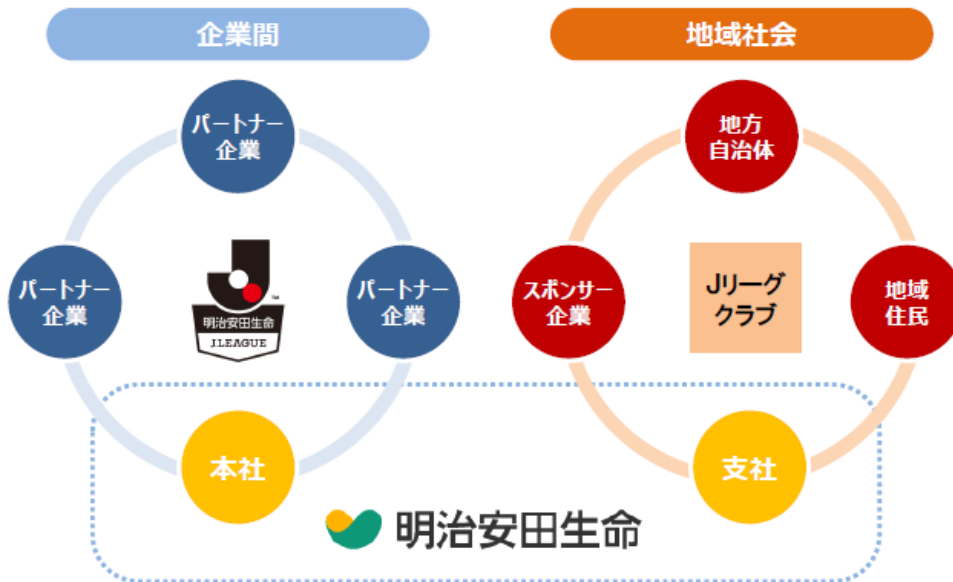 企業間
地域社会
パートナー
企業
地方
自治体
パートナー
企業
明治安田生命
J.LEAGUE
TM
パートナー
企業
スポンサー
企業
Jリーグ
クラブ
地域
住民
本社
支社
明治安田生命